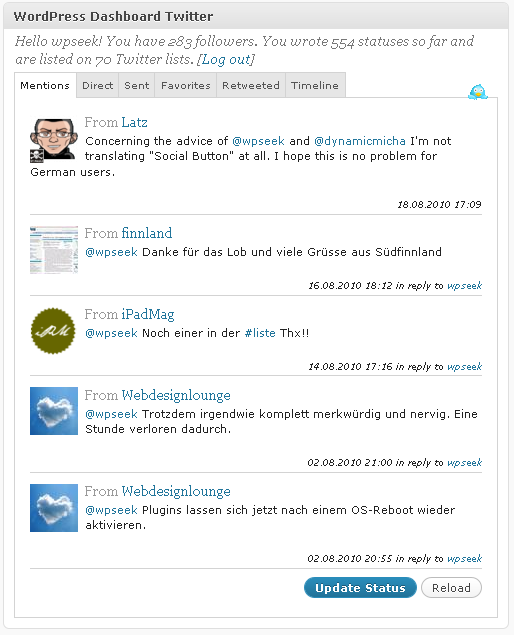 WordPress Dashboard Twitter
Hello wpseek! You have 283 followers. You wrote 554 statuses so far and
are listed on 70 Twitter lists. [Log out]
Mentions Direct Sent Favorites Retweeted Timeline
From Latz
Concerning the advice of @wpseek and @dynamicmicha I'm not
translating "Social Button" at all. I hope this is no problem for
German users.
18.08.2010 17:09
From finnland
@wpseek Danke für das Lob und viele Grüsse aus Südfinnland
16.08.2010 18:12 in reply to wpseek
iPM
From iPadMag
@wpseek Noch einer in der #liste Thx!!
14.08.2010 17:16 in reply to wpseek
From Webdesignlounge
@wpseek Trotzdem irgendwie komplett merkwürdig und nervig. Eine
Stunde verloren dadurch.
02.08.2010 21:00 in reply to wpseek
From Webdesignlounge
@wpseek Plugins lassen sich jetzt nach einem OS-Reboot wieder
aktivieren.
02.08.2010 20:55 in reply to wpseek
Update Status Reload